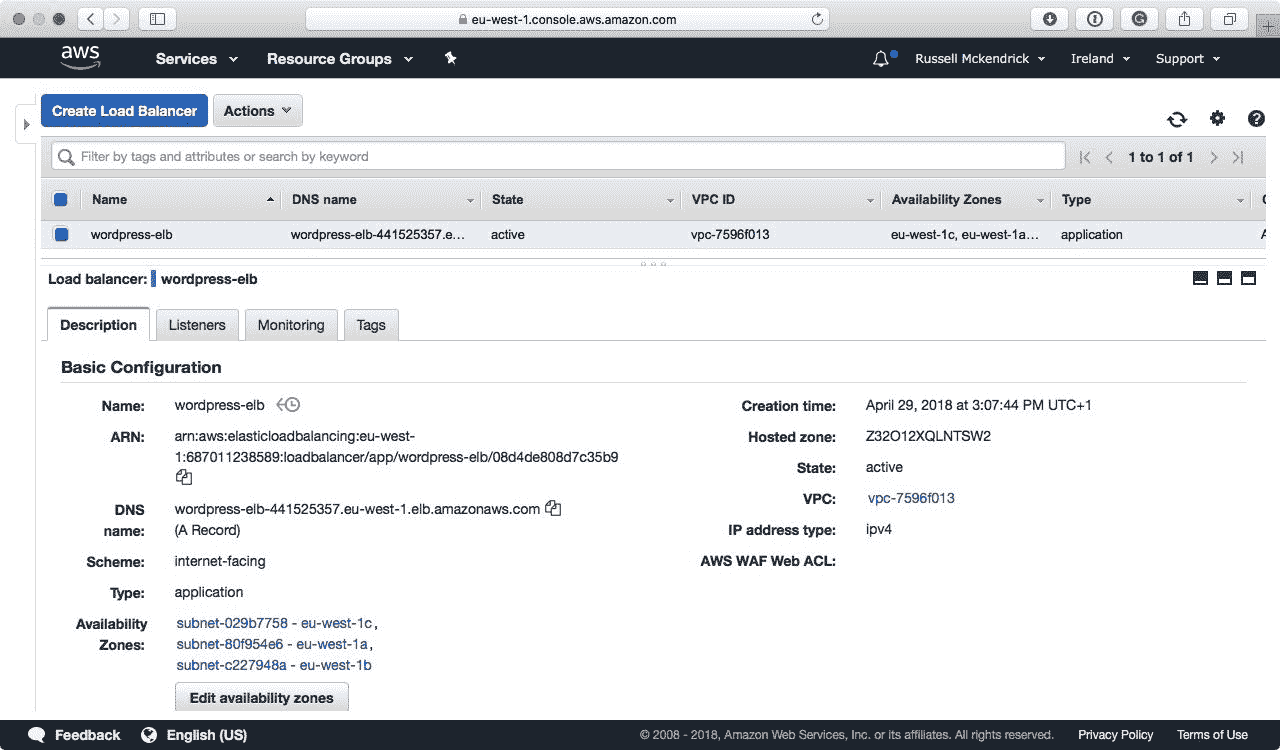 eu-west-1.console.aws.amazon.com
aws Services Resource Groups Russell Mckendrick Ireland Support
Create Load Balancer Actions
Filter by tags and attributes or search by keyword 1 to 1 of 1
Name DNS name State VPC ID Availability Zones Type
wordpress-elb wordpress-elb-441525357.e... active vpc-7596f013 eu-west-1c, eu-west-1a... application
Load balancer: wordpress-elb
Description Listeners Monitoring Tags
Basic Configuration
Name: wordpress-elb Creation time: April 29, 2018 at 3:07:44 PM UTC+1
ARN: arn:aws:elasticloadbalancing:eu-west- Hosted zone: Z32O12XQLNTSW2
1:687011238589:loadbalancer/app/wordpress-elb/08d4de808d7c35b9
State: active
VPC: vpc-7596f013
DNS wordpress-elb-441525357.eu-west-1.elb.amazonaws.com
name: (A Record) IP address type: ipv4
Scheme: internet-facing AWS WAF Web ACL:
Type: application
Availability subnet-029b7758 - eu-west-1c,
Zones: subnet-80f954e6 - eu-west-1a,
subnet-c227948a - eu-west-1b
Edit availability zones
Feedback English (US) © 2008 - 2018, Amazon Web Services, Inc. or its affiliates. All rights reserved. Privacy Policy Terms of Use